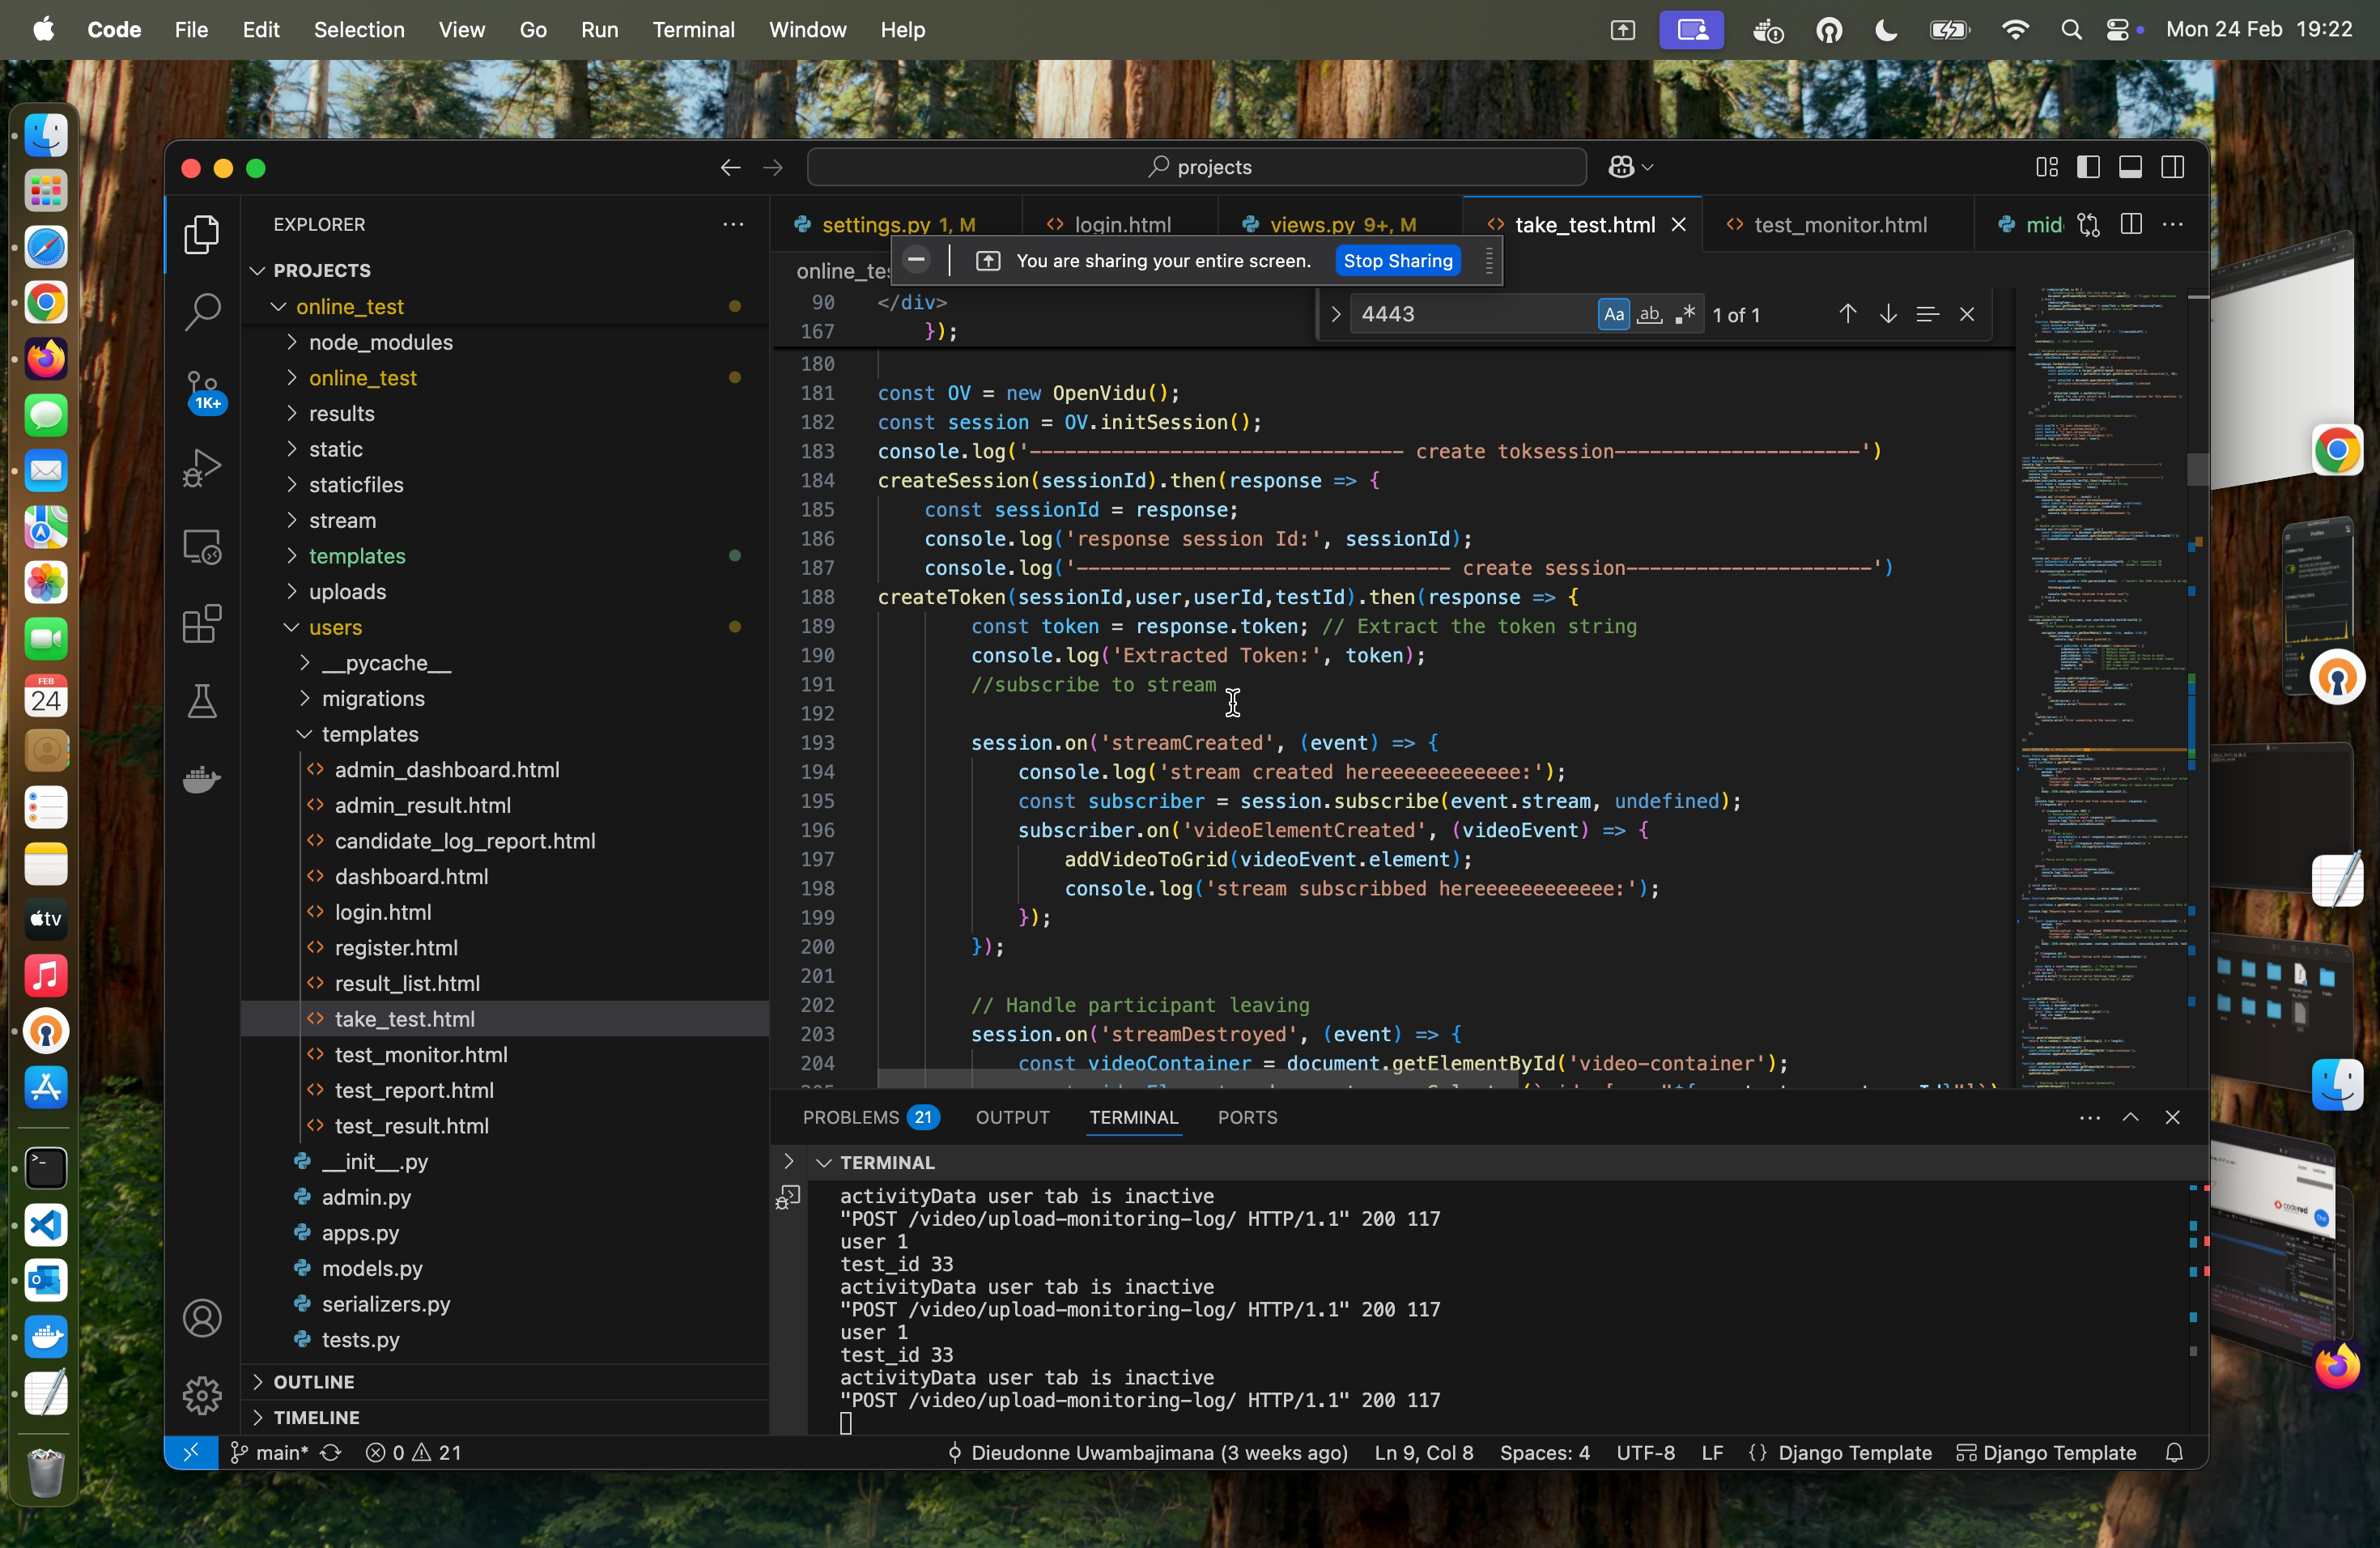 Code File Edit Selection View Go Run Terminal Window Help
Mon 24 Feb 19:22
projects
EXPLORER
PROJECTS
online_test
node_modules
online_test
results
static
staticfiles
stream
templates
uploads
users
__pycache__
migrations
templates
admin_dashboard.html
admin_result.html
candidate_log_report.html
dashboard.html
login.html
register.html
result_list.html
take_test.html
test_monitor.html
test_report.html
test_result.html
__init__.py
admin.py
apps.py
models.py
serializers.py
tests.py
OUTLINE
TIMELINE
1K+
FEB
24
tv
settings.py 1, M
login.html
views.py 9+, M
take_test.html
test_monitor.html
mid
online_te
You are sharing your entire screen.
Stop Sharing
4443
Aa
ab
1 of 1
90 </div>
167 });
180
181 const OV = new OpenVidu();
182 const session = OV.initSession();
183 console.log('-------------------------------- create toksession---------------------')
184 createSession(sessionId).then(response => {
185 const sessionId = response;
186 console.log('response session Id:', sessionId);
187 console.log('-------------------------------- create session---------------------')
188 createToken(sessionId,user,userId,testId).then(response => {
189 const token = response.token; // Extract the token string
190 console.log('Extracted Token:', token);
191 //subscribe to stream
192
193 session.on('streamCreated', (event) => {
194 console.log('stream created hereeeeeeeeeeee:');
195 const subscriber = session.subscribe(event.stream, undefined);
196 subscriber.on('videoElementCreated', (videoEvent) => {
197 addVideoToGrid(videoEvent.element);
198 console.log('stream subscribbed hereeeeeeeeeeee:');
199 });
200 });
201
202 // Handle participant leaving
203 session.on('streamDestroyed', (event) => {
204 const videoContainer = document.getElementById('video-container');
PROBLEMS 21
OUTPUT
TERMINAL
PORTS
TERMINAL
activityData user tab is inactive
"POST /video/upload-monitoring-log/ HTTP/1.1" 200 117
user 1
test_id 33
activityData user tab is inactive
"POST /video/upload-monitoring-log/ HTTP/1.1" 200 117
user 1
test_id 33
activityData user tab is inactive
"POST /video/upload-monitoring-log/ HTTP/1.1" 200 117
main*
0
21
Dieudonne Uwambajimana (3 weeks ago)
Ln 9, Col 8
Spaces: 4
UTF-8
LF
{} Django Template
Django Template